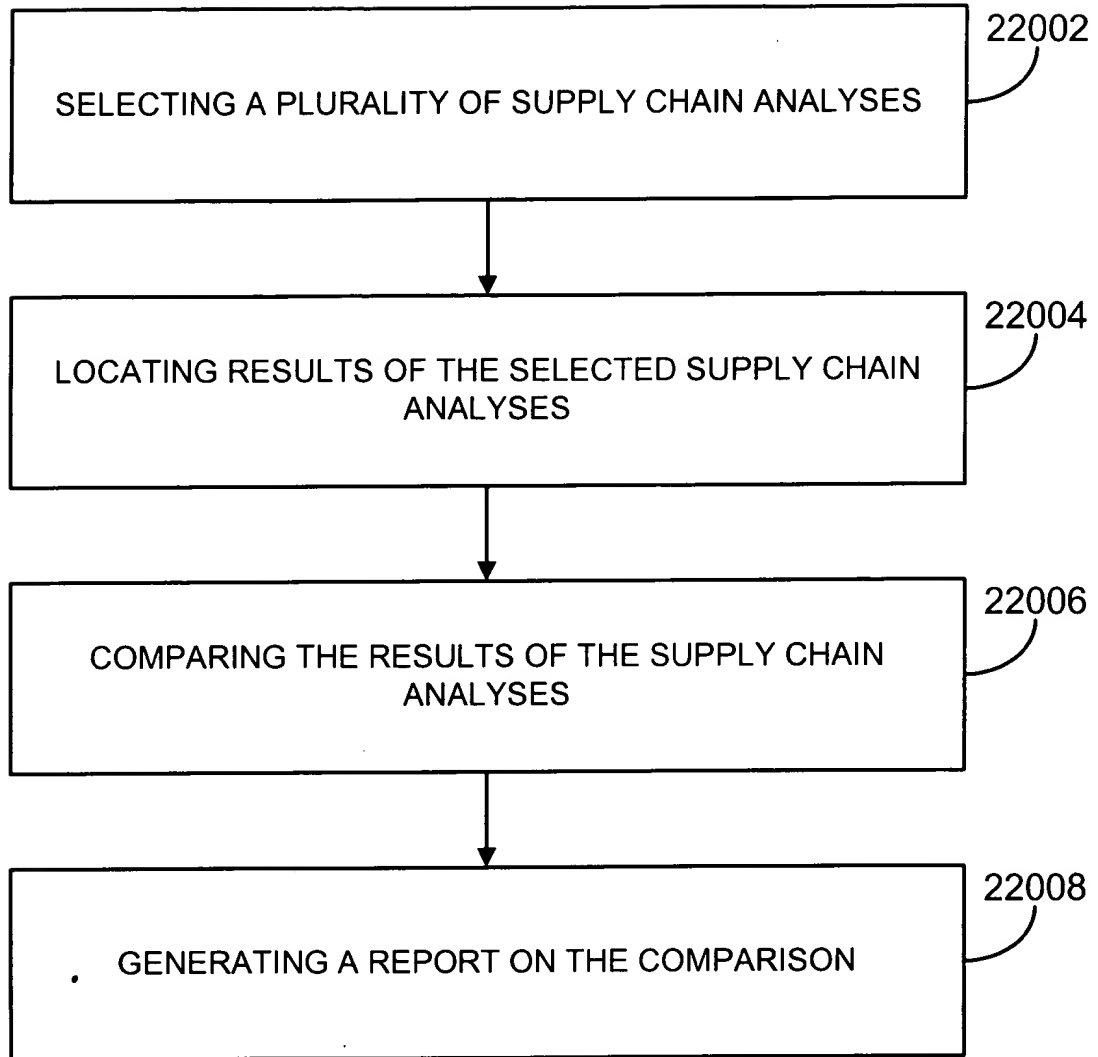 22002
SELECTING A PLURALITY OF SUPPLY CHAIN ANALYSES
22004
LOCATING RESULTS OF THE SELECTED SUPPLY CHAIN
ANALYSES
22006
COMPARING THE RESULTS OF THE SUPPLY CHAIN
ANALYSES
22008
GENERATING A REPORT ON THE COMPARISON